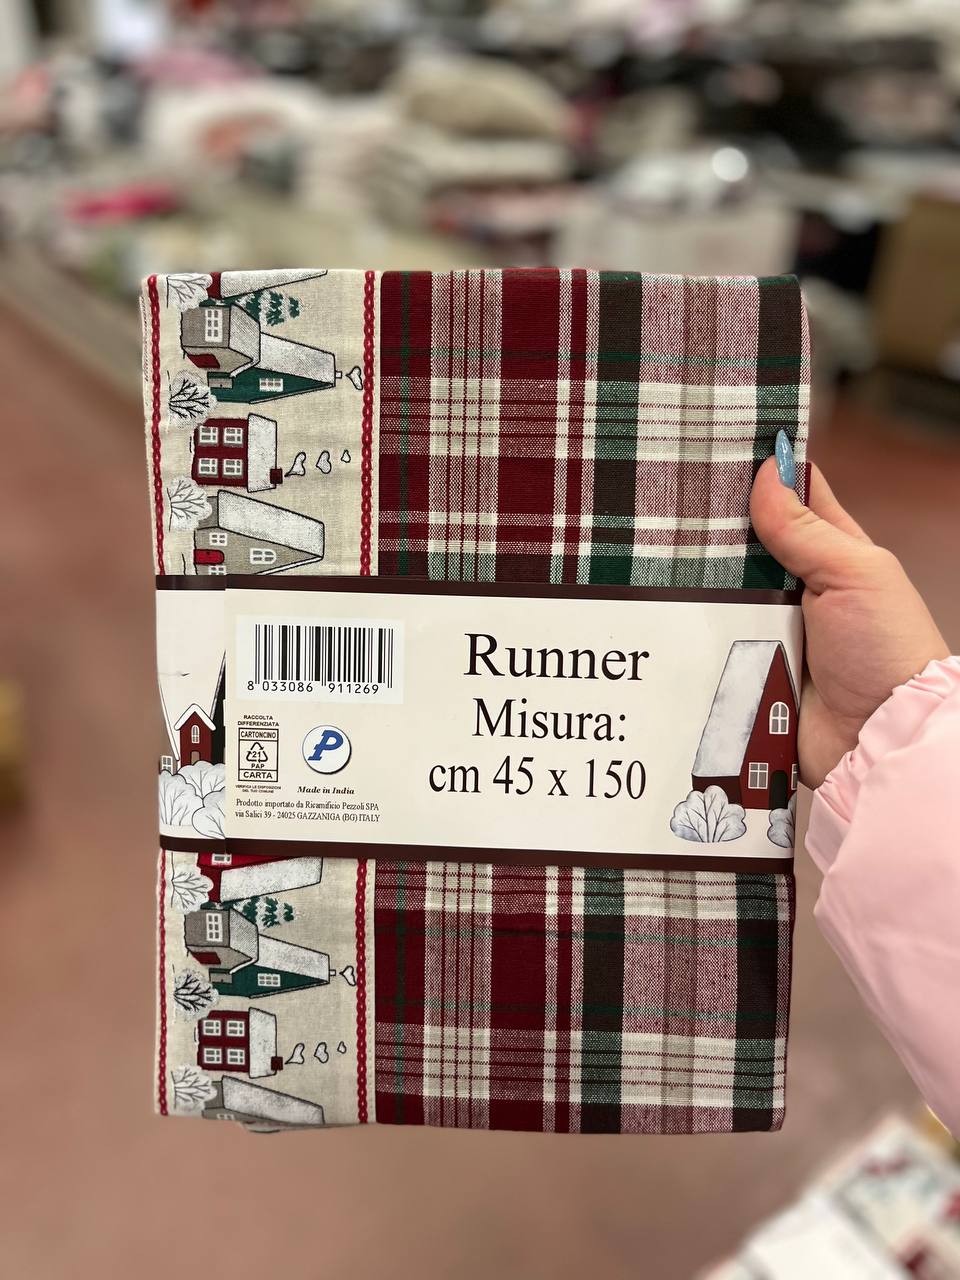 Runner
Misura:
cm 45 x 150
8 033086 911269
RACCOLTA
DIFFERENZIATA
CARTONCINO
21
PAP
CARTA
VERIFICA LE DISPOSIZIONI
DEL TUO COMUNE
P
Made in India
Prodotto importato da Ricamificio Pezzoli SPA
via Salici 39 - 24025 GAZZANIGA (BG) ITALY